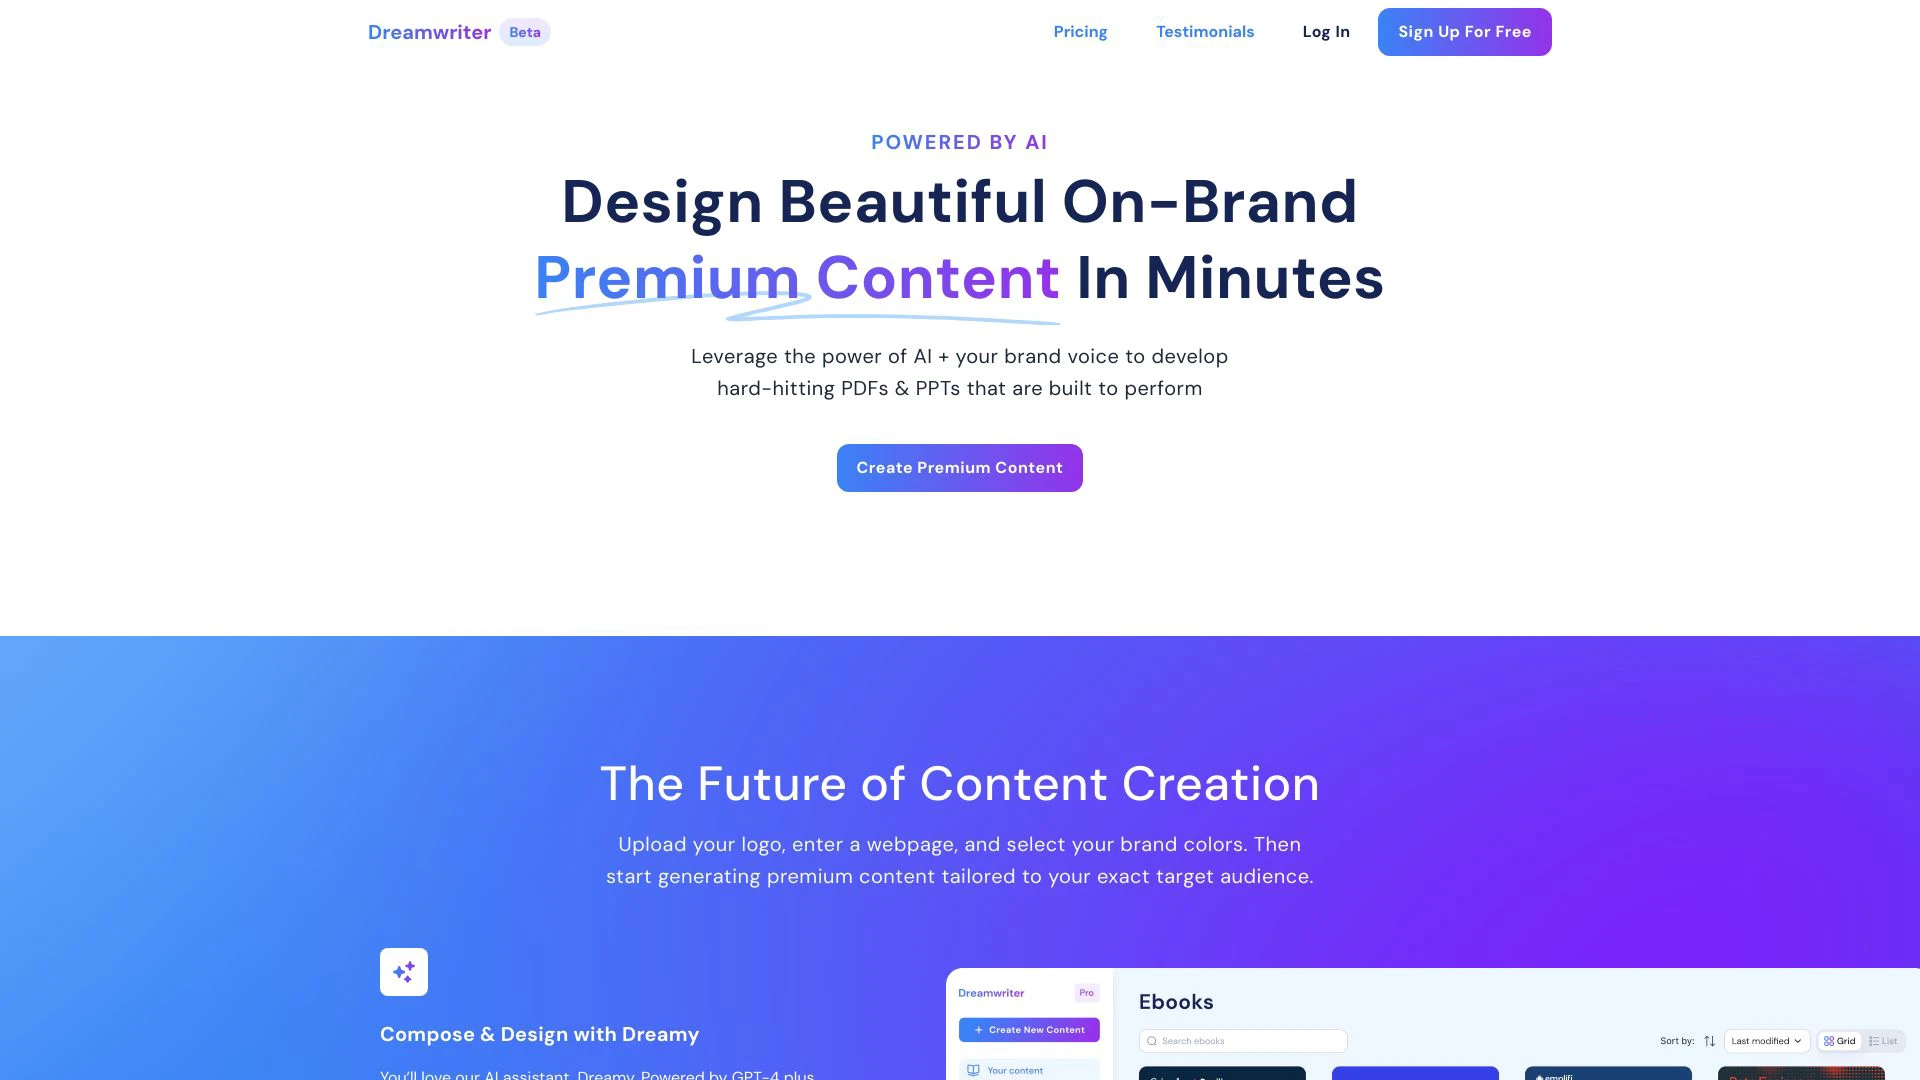 Dreamwriter Beta
Pricing
Testimonials
Log In
Sign Up For Free
POWERED BY AI
Design Beautiful On-Brand
Premium Content In Minutes
Leverage the power of AI + your brand voice to develop
hard-hitting PDFs & PPTs that are built to perform
Create Premium Content
The Future of Content Creation
Upload your logo, enter a webpage, and select your brand colors. Then
start generating premium content tailored to your exact target audience.
Compose & Design with Dreamy
You'll love our AI assistant, Dreamy. Powered by GPT-4 plus
Dreamwriter Pro
+ Create New Content
Your content
Ebooks
Search ebooks
Sort by:
Last modified
Grid
List
emplifi